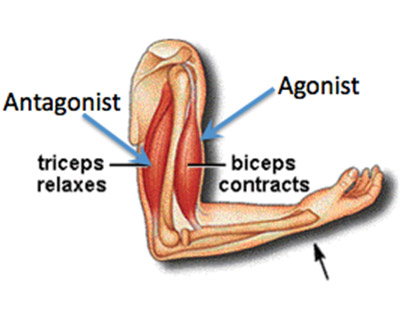 Antagonist
Agonist
triceps
relaxes
biceps
contracts